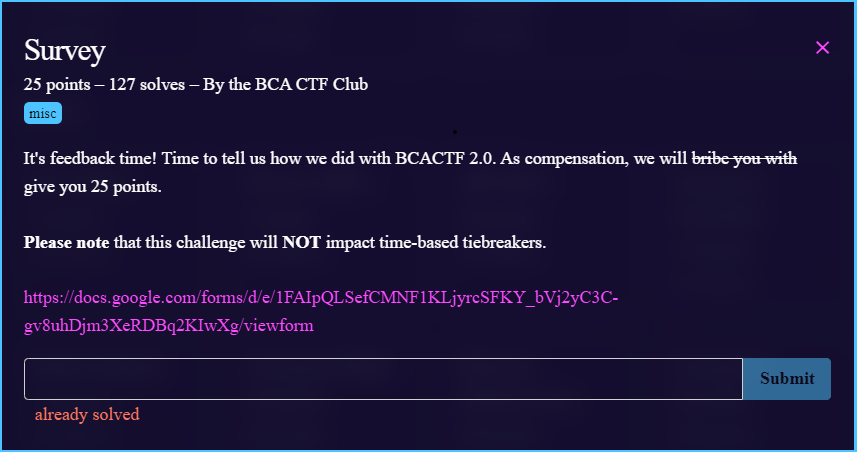 Survey
25 points – 127 solves – By the BCA CTF Club
misc
It's feedback time! Time to tell us how we did with BCACTF 2.0. As compensation, we will bribe you with
give you 25 points.
Please note that this challenge will NOT impact time-based tiebreakers.
https://docs.google.com/forms/d/e/1FAIpQLSefCMNF1KLjyrcSFKY_bVj2yC3C-
gv8uhDjm3XeRDBq2KIwXg/viewform
Submit
already solved